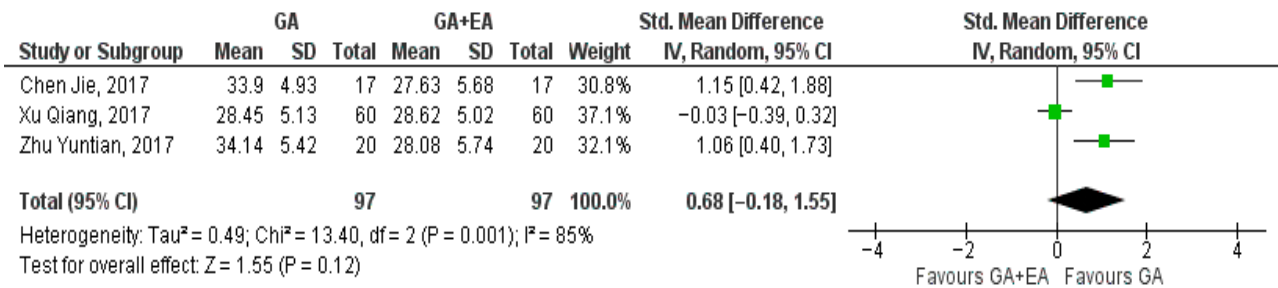 GA GA+EA Std. Mean Difference Std. Mean Difference
Study or Subgroup Mean SD Total Mean SD Total Weight IV, Random, 95% CI IV, Random, 95% CI
Chen Jie, 2017 33.9 4.93 17 27.63 5.68 17 30.8% 1.15 [0.42, 1.88]
Xu Qiang, 2017 28.45 5.13 60 28.62 5.02 60 37.1% −0.03 [−0.39, 0.32]
Zhu Yuntian, 2017 34.14 5.42 20 28.08 5.74 20 32.1% 1.06 [0.40, 1.73]
Total (95% CI) 97 97 100.0% 0.68 [−0.18, 1.55]
Heterogeneity: Tau² = 0.49; Chi² = 13.40, df = 2 (P = 0.001); I² = 85%
Test for overall effect: Z = 1.55 (P = 0.12)
−4 −2 0 2 4
Favours GA+EA Favours GA